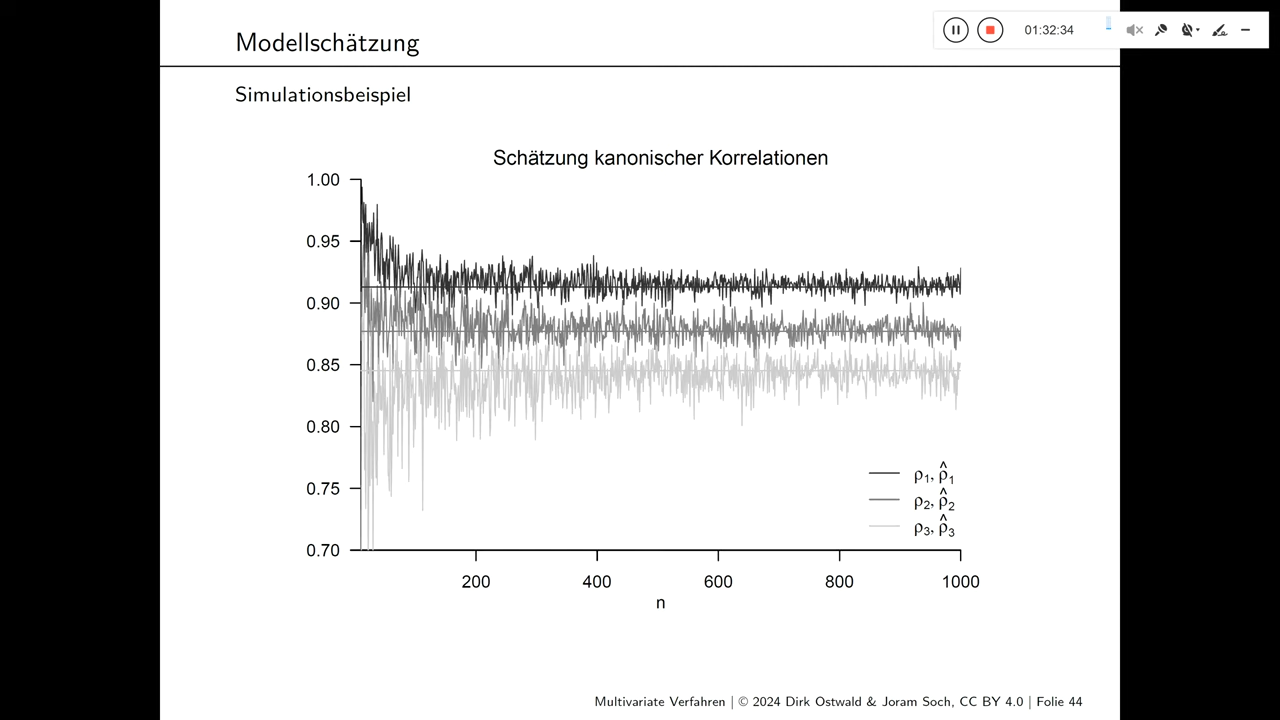 Modellschätzung
01:32:34
Simulationsbeispiel
Schätzung kanonischer Korrelationen
1.00
0.95
0.90
0.85
0.80
0.75
0.70
ρ₁, ρ̂₁
ρ₂, ρ̂₂
ρ₃, ρ̂₃
200 400 600 800 1000
n
Multivariate Verfahren | © 2024 Dirk Ostwald & Joram Soch, CC BY 4.0 | Folie 44